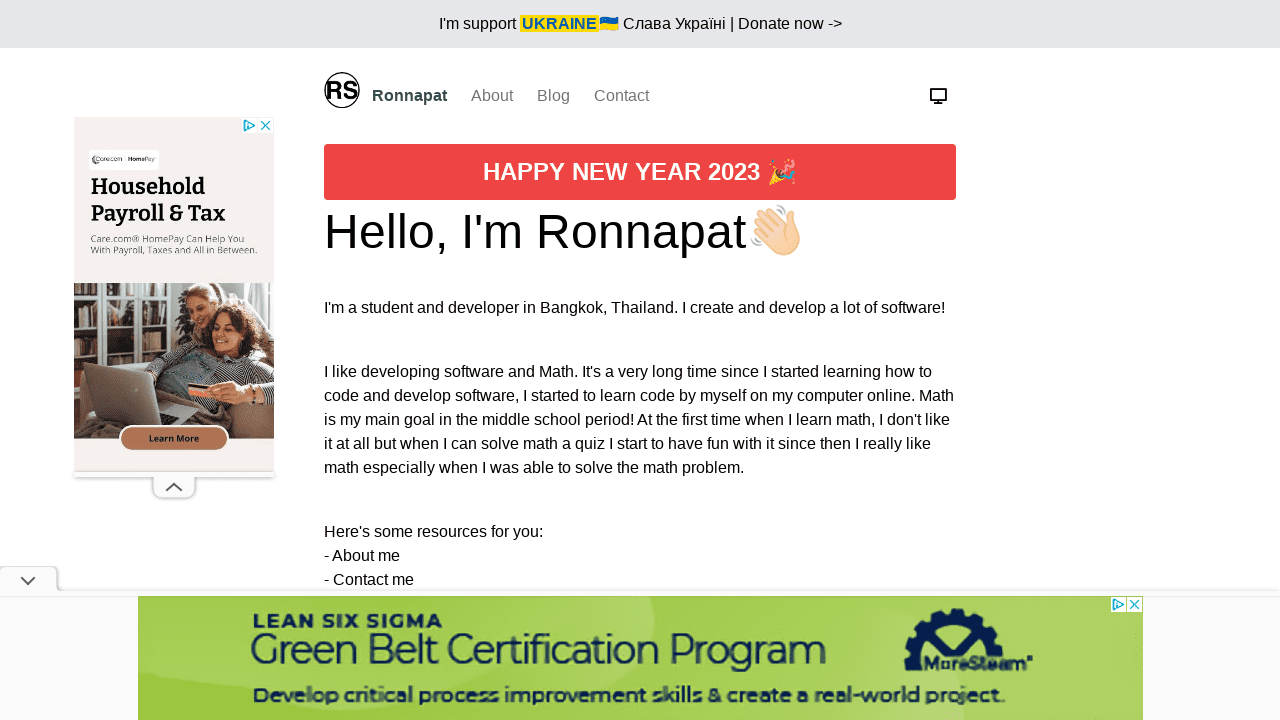 I'm support UKRAINE🇺🇦 Слава Україні | Donate now ->
RS Ronnapat About Blog Contact
Care.com HomePay
Household
Payroll & Tax
Care.com® HomePay Can Help You
With Payroll, Taxes and All in Between.
Learn More
HAPPY NEW YEAR 2023 🎉
Hello, I'm Ronnapat👋🏻
I'm a student and developer in Bangkok, Thailand. I create and develop a lot of software!
I like developing software and Math. It's a very long time since I started learning how to
code and develop software, I started to learn code by myself on my computer online. Math
is my main goal in the middle school period! At the first time when I learn math, I don't like
it at all but when I can solve math a quiz I start to have fun with it since then I really like
math especially when I was able to solve the math problem.
Here's some resources for you:
- About me
- Contact me
LEAN SIX SIGMA
Green Belt Certification Program
MoreSteam®
Develop critical process improvement skills & create a real-world project.